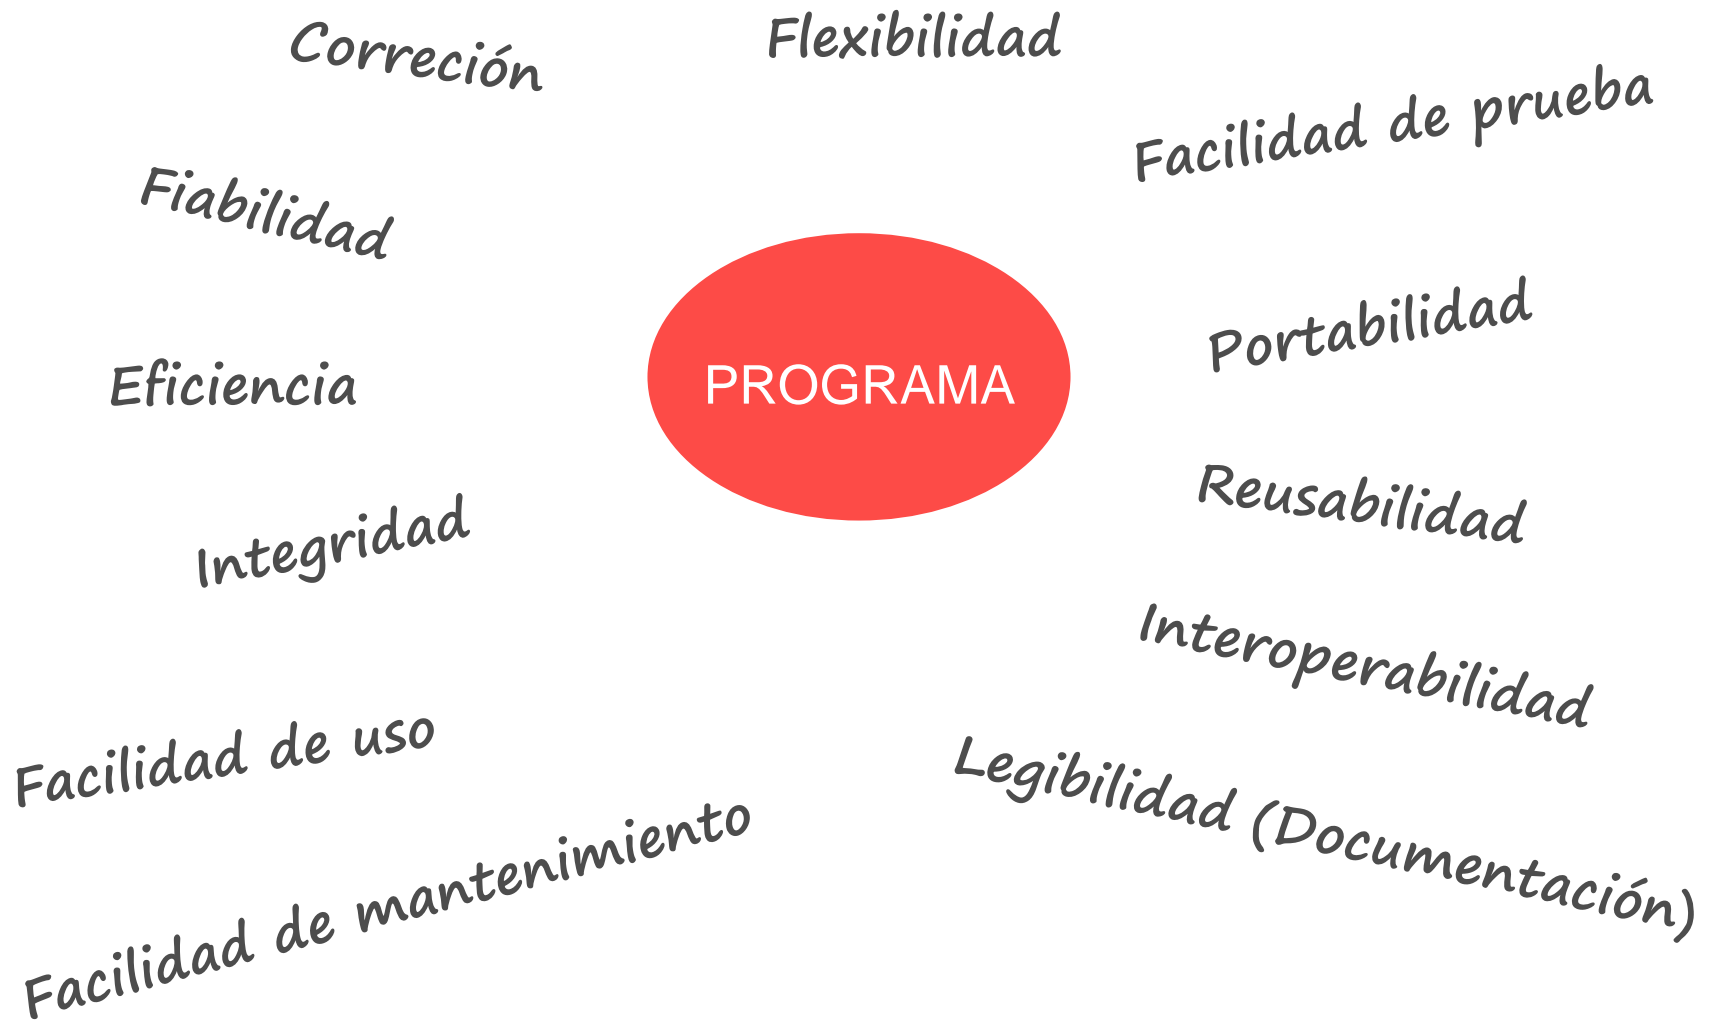 Correción
Flexibilidad
Facilidad de prueba
Fiabilidad
Portabilidad
Eficiencia
PROGRAMA
Reusabilidad
Integridad
Interoperabilidad
Facilidad de uso
Legibilidad (Documentación)
Facilidad de mantenimiento